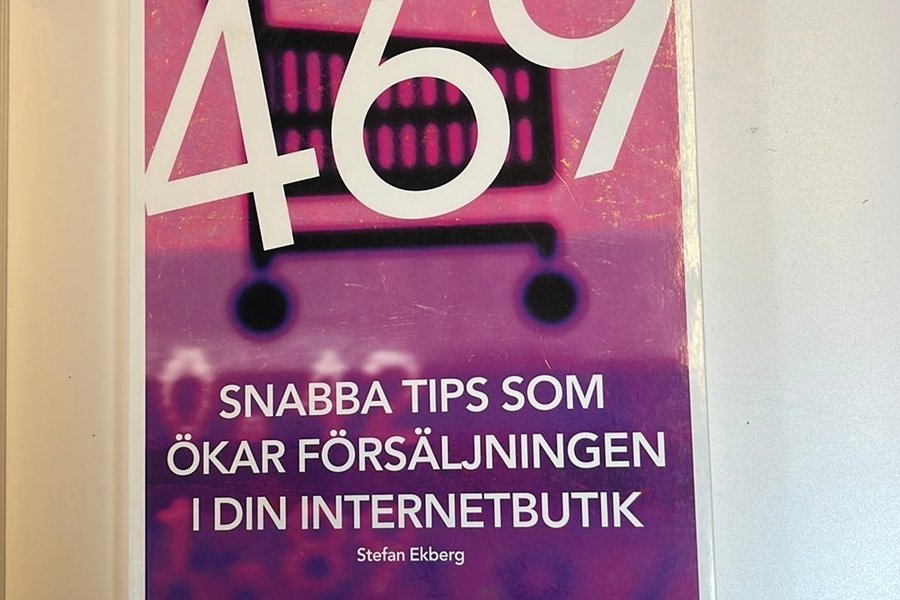 469
SNABBA TIPS SOM
ÖKAR FÖRSÄLJNINGEN
I DIN INTERNETBUTIK
Stefan Ekberg